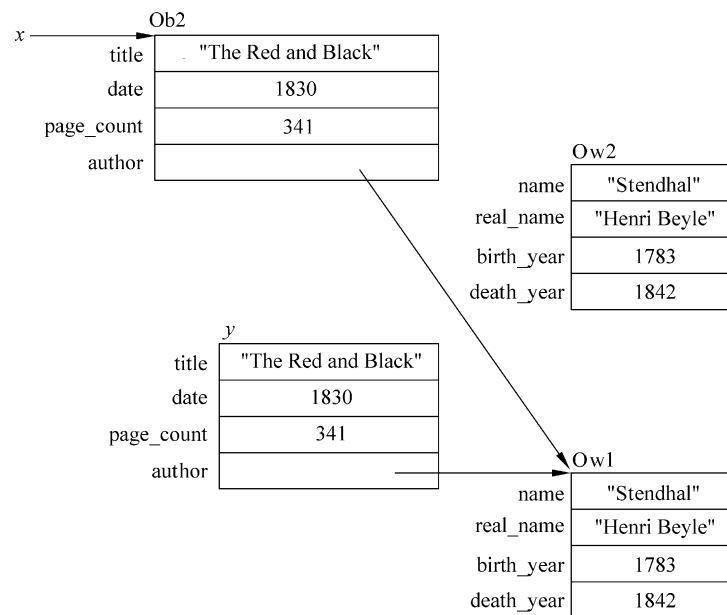 Ob2
x
title "The Red and Black"
date 1830
page_count 341
author
Ow2
name "Stendhal"
real_name "Henri Beyle"
birth_year 1783
death_year 1842
y
title "The Red and Black"
date 1830
page_count 341
author
Ow1
name "Stendhal"
real_name "Henri Beyle"
birth_year 1783
death_year 1842